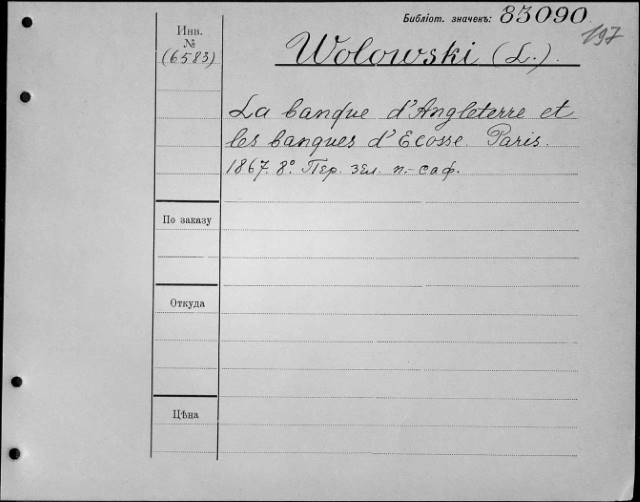 Библіот. значекъ: 83090
197
Инв.
№
(6583)
Wolowski (L.).
La banque d'Angleterre et
les banques d'Ecosse. Paris.
1867. 8°. Пер. зел. п.-саф.
По заказу
Откуда
Цѣна